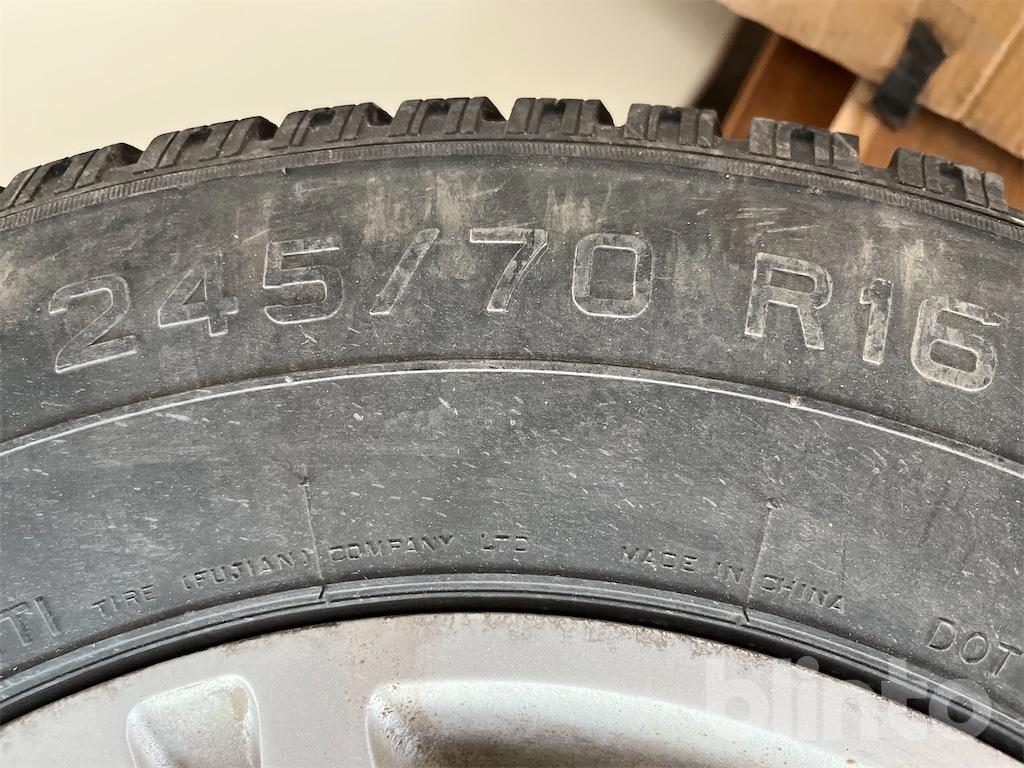 245/70 R16
TIRE (FUJIAN) COMPANY LTD MADE IN CHINA DOT
blinto